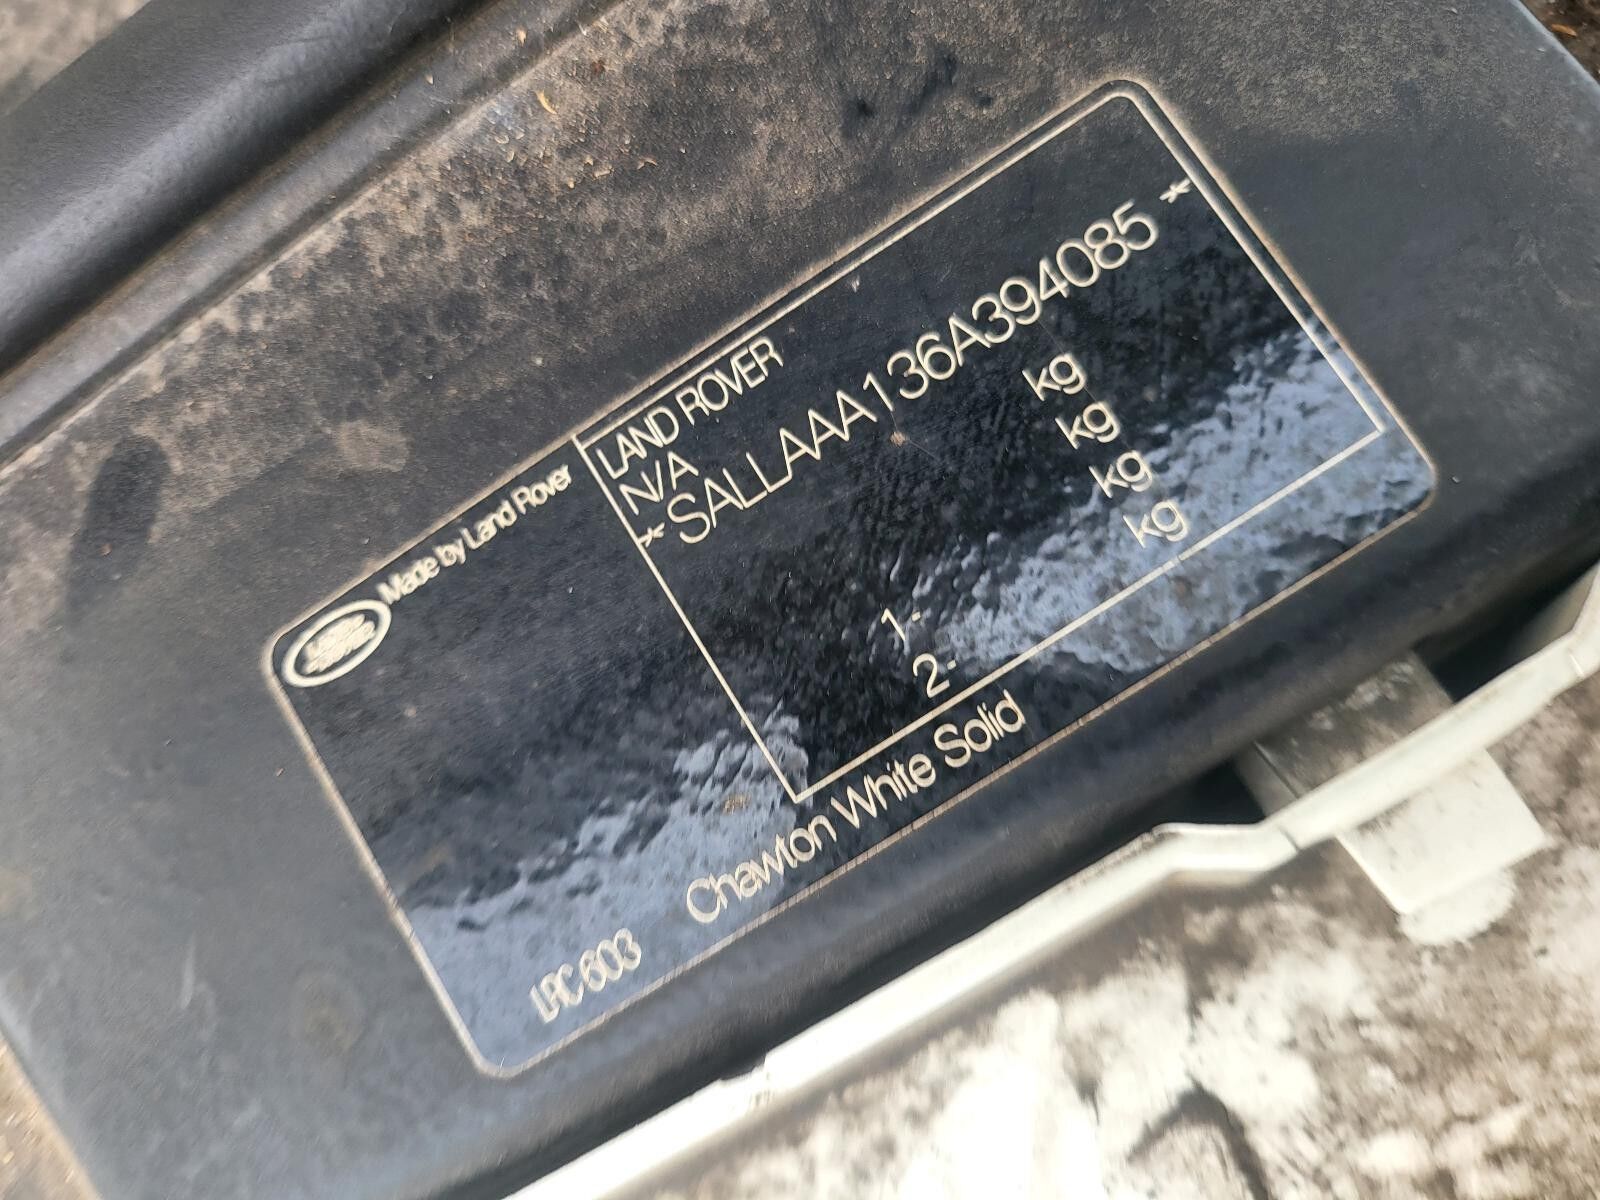 Made by Land Rover
LAND ROVER
N/A
*SALLAAA136A394085*
kg
kg
1- kg
2- kg
LRC 603 Chawton White Solid